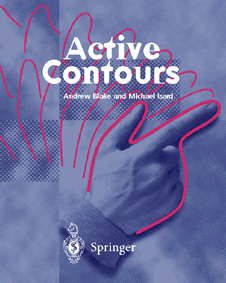 Active
Contours
Andrew Blake and Michael Isard
Springer